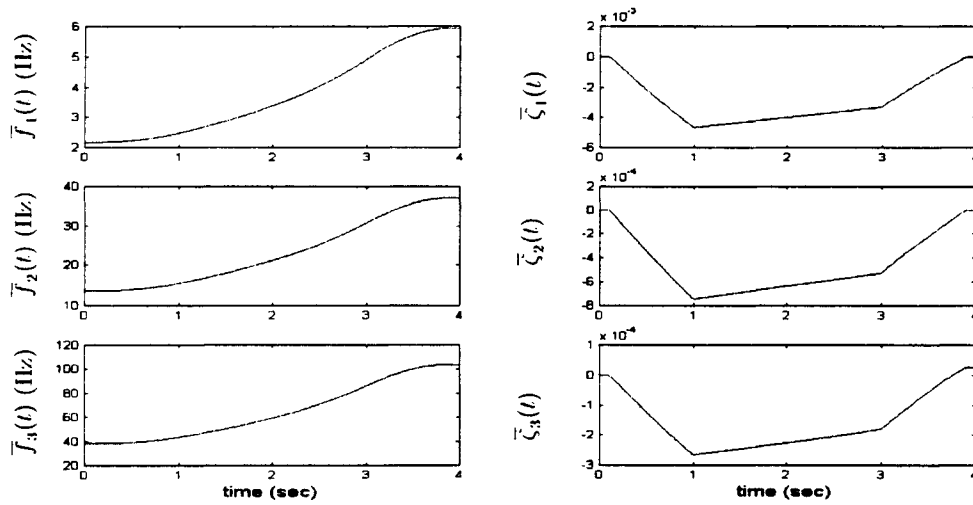 f̅₁(t) (Hz)
6
5
4
3
2
0 1 2 3 4
f̅₂(t) (Hz)
40
30
20
10
0 1 2 3 4
f̅₃(t) (Hz)
120
100
80
60
40
20
0 1 2 3 4
time (sec)
x 10⁻³
ζ̅₁(t)
2
0
-2
-4
-6
0 1 2 3 4
x 10⁻⁴
ζ̅₂(t)
2
0
-2
-4
-6
-8
0 1 2 3 4
x 10⁻⁴
ζ̅₃(t)
1
0
-1
-2
-3
0 1 2 3 4
time (sec)